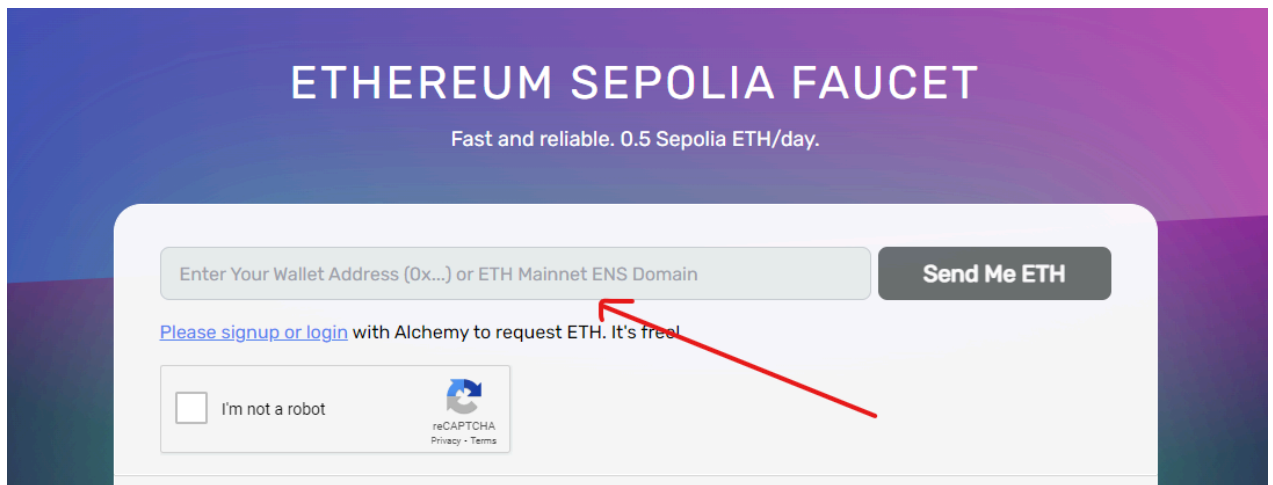 ETHEREUM SEPOLIA FAUCET
Fast and reliable. 0.5 Sepolia ETH/day.
Enter Your Wallet Address (0x...) or ETH Mainnet ENS Domain
Send Me ETH
Please signup or login with Alchemy to request ETH. It's free!
I'm not a robot
reCAPTCHA
Privacy - Terms